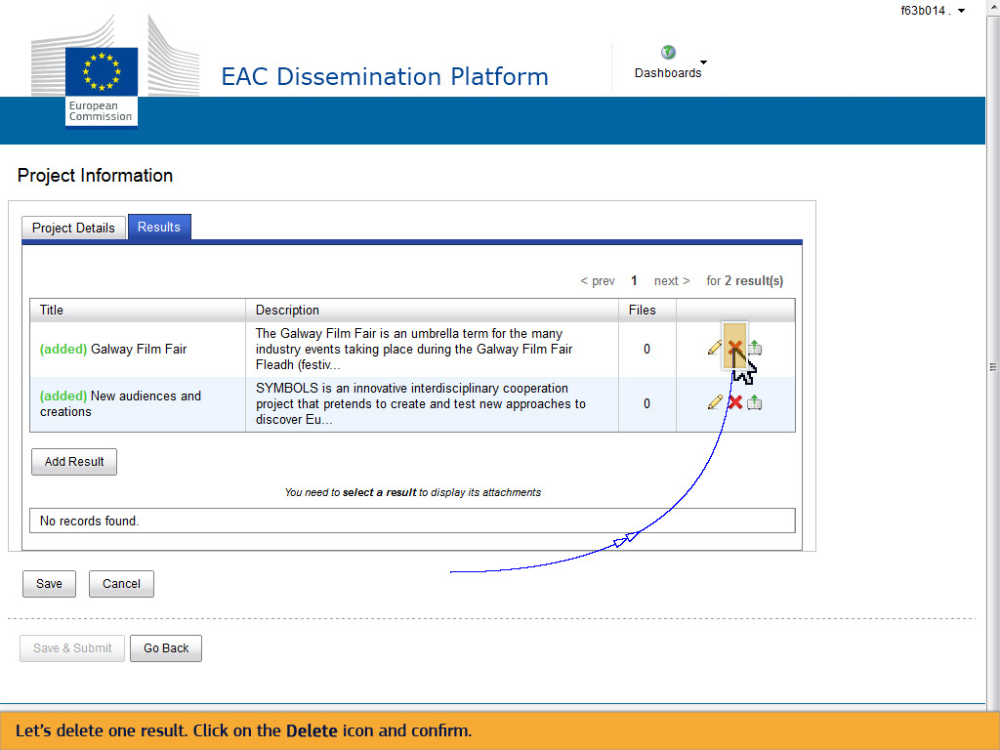 f63b014 .
European
Commission
EAC Dissemination Platform
Dashboards
Project Information
Project Details
Results
< prev 1 next > for 2 result(s)
Title Description Files
(added) Galway Film Fair
The Galway Film Fair is an umbrella term for the many
industry events taking place during the Galway Film Fair
Fleadh (festiv...
0
(added) New audiences and
creations
SYMBOLS is an innovative interdisciplinary cooperation
project that pretends to create and test new approaches to
discover Eu...
0
Add Result
You need to select a result to display its attachments
No records found.
Save
Cancel
Save & Submit
Go Back
Let's delete one result. Click on the Delete icon and confirm.